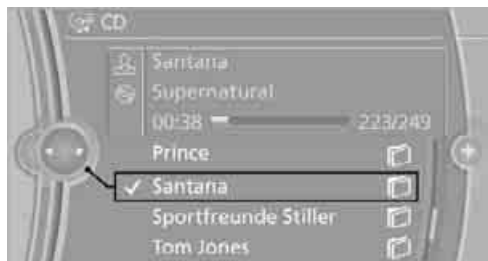 CD
Santana
Supernatural
00:38 223/249
Prince
Santana
Sportfreunde Stiller
Tom Jones